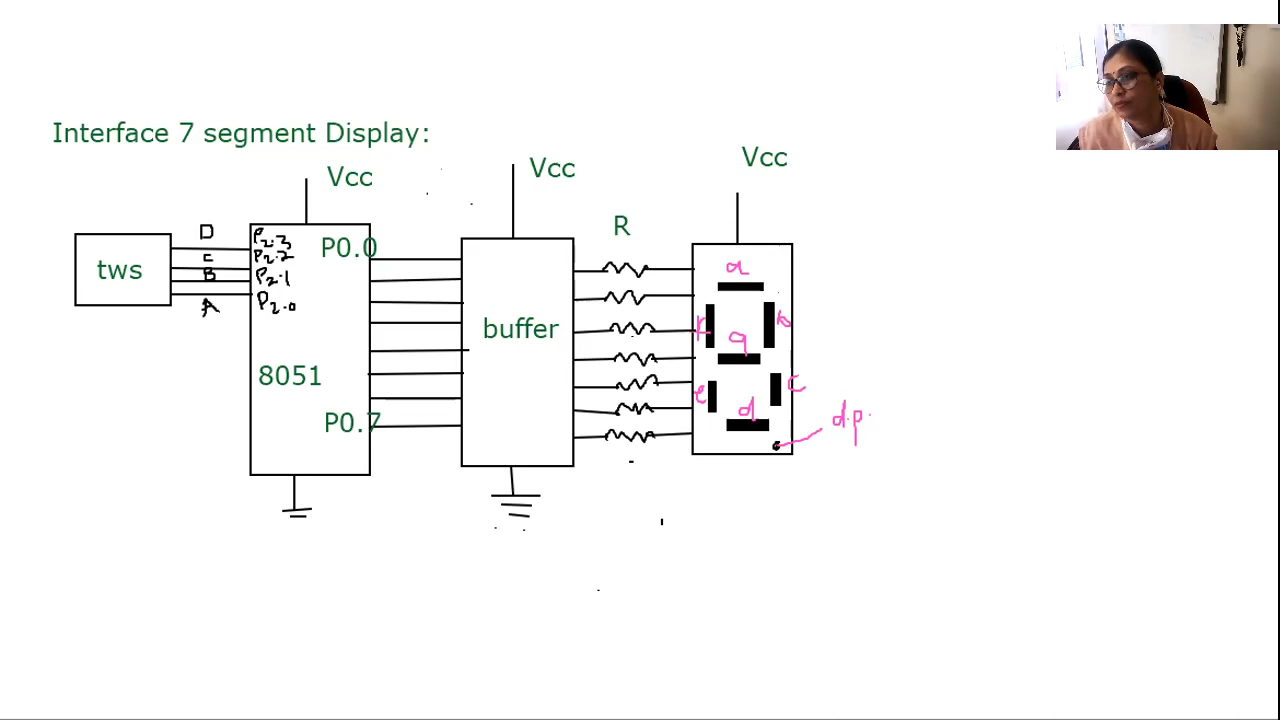 Interface 7 segment Display:
Vcc
Vcc
Vcc
R
tws
D
C
B
A
P2.3
P2.2
P2.1
P2.0
P0.0
8051
P0.7
buffer
a
b
f
g
e
c
d
d.p.